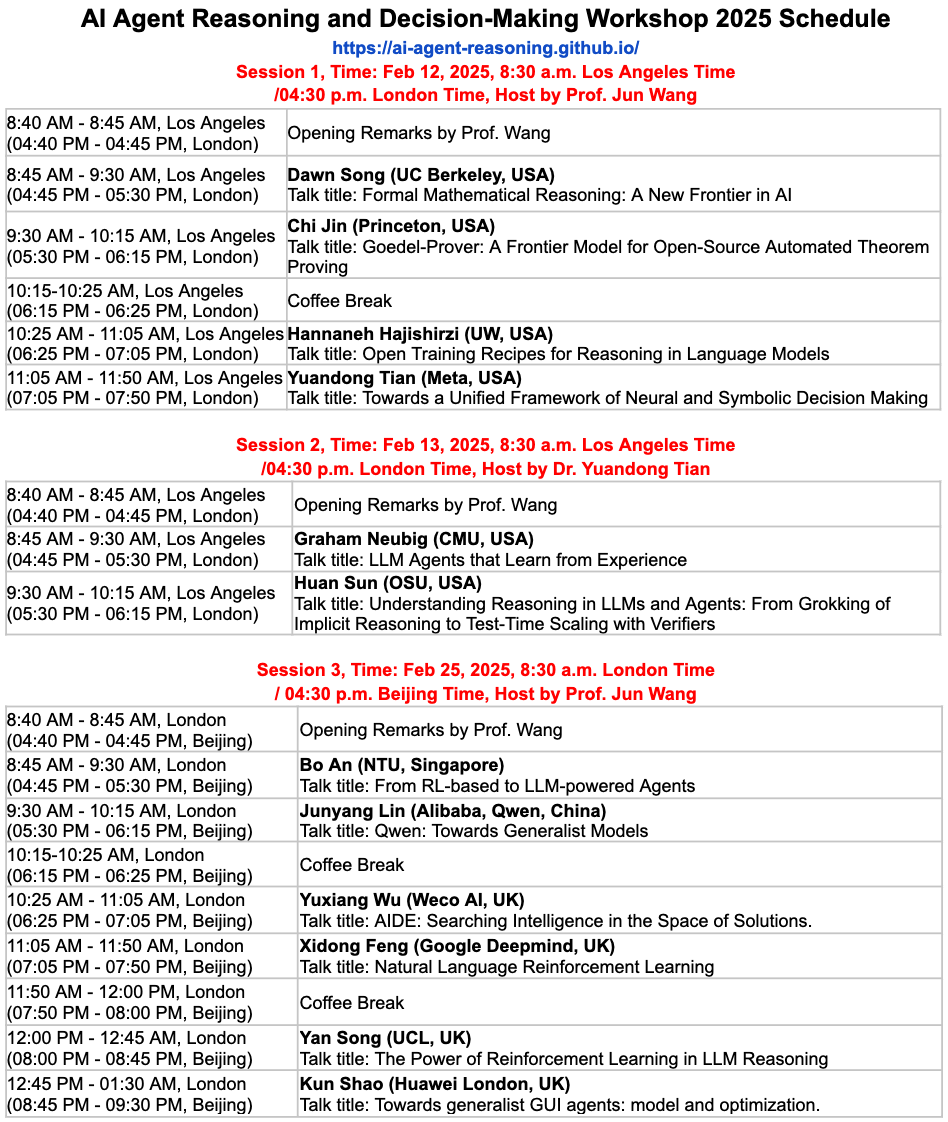 AI Agent Reasoning and Decision-Making Workshop 2025 Schedule
https://ai-agent-reasoning.github.io/
Session 1, Time: Feb 12, 2025, 8:30 a.m. Los Angeles Time
/04:30 p.m. London Time, Host by Prof. Jun Wang
8:40 AM - 8:45 AM, Los Angeles
(04:40 PM - 04:45 PM, London)
Opening Remarks by Prof. Wang
8:45 AM - 9:30 AM, Los Angeles
(04:45 PM - 05:30 PM, London)
Dawn Song (UC Berkeley, USA)
Talk title: Formal Mathematical Reasoning: A New Frontier in AI
9:30 AM - 10:15 AM, Los Angeles
(05:30 PM - 06:15 PM, London)
Chi Jin (Princeton, USA)
Talk title: Goedel-Prover: A Frontier Model for Open-Source Automated Theorem
Proving
10:15-10:25 AM, Los Angeles
(06:15 PM - 06:25 PM, London)
Coffee Break
10:25 AM - 11:05 AM, Los Angeles
(06:25 PM - 07:05 PM, London)
Hannaneh Hajishirzi (UW, USA)
Talk title: Open Training Recipes for Reasoning in Language Models
11:05 AM - 11:50 AM, Los Angeles
(07:05 PM - 07:50 PM, London)
Yuandong Tian (Meta, USA)
Talk title: Towards a Unified Framework of Neural and Symbolic Decision Making
Session 2, Time: Feb 13, 2025, 8:30 a.m. Los Angeles Time
/04:30 p.m. London Time, Host by Dr. Yuandong Tian
8:40 AM - 8:45 AM, Los Angeles
(04:40 PM - 04:45 PM, London)
Opening Remarks by Prof. Wang
8:45 AM - 9:30 AM, Los Angeles
(04:45 PM - 05:30 PM, London)
Graham Neubig (CMU, USA)
Talk title: LLM Agents that Learn from Experience
9:30 AM - 10:15 AM, Los Angeles
(05:30 PM - 06:15 PM, London)
Huan Sun (OSU, USA)
Talk title: Understanding Reasoning in LLMs and Agents: From Grokking of
Implicit Reasoning to Test-Time Scaling with Verifiers
Session 3, Time: Feb 25, 2025, 8:30 a.m. London Time
/ 04:30 p.m. Beijing Time, Host by Prof. Jun Wang
8:40 AM - 8:45 AM, London
(04:40 PM - 04:45 PM, Beijing)
Opening Remarks by Prof. Wang
8:45 AM - 9:30 AM, London
(04:45 PM - 05:30 PM, Beijing)
Bo An (NTU, Singapore)
Talk title: From RL-based to LLM-powered Agents
9:30 AM - 10:15 AM, London
(05:30 PM - 06:15 PM, Beijing)
Junyang Lin (Alibaba, Qwen, China)
Talk title: Qwen: Towards Generalist Models
10:15-10:25 AM, London
(06:15 PM - 06:25 PM, Beijing)
Coffee Break
10:25 AM - 11:05 AM, London
(06:25 PM - 07:05 PM, Beijing)
Yuxiang Wu (Weco AI, UK)
Talk title: AIDE: Searching Intelligence in the Space of Solutions.
11:05 AM - 11:50 AM, London
(07:05 PM - 07:50 PM, Beijing)
Xidong Feng (Google Deepmind, UK)
Talk title: Natural Language Reinforcement Learning
11:50 AM - 12:00 PM, London
(07:50 PM - 08:00 PM, Beijing)
Coffee Break
12:00 PM - 12:45 AM, London
(08:00 PM - 08:45 PM, Beijing)
Yan Song (UCL, UK)
Talk title: The Power of Reinforcement Learning in LLM Reasoning
12:45 PM - 01:30 AM, London
(08:45 PM - 09:30 PM, Beijing)
Kun Shao (Huawei London, UK)
Talk title: Towards generalist GUI agents: model and optimization.